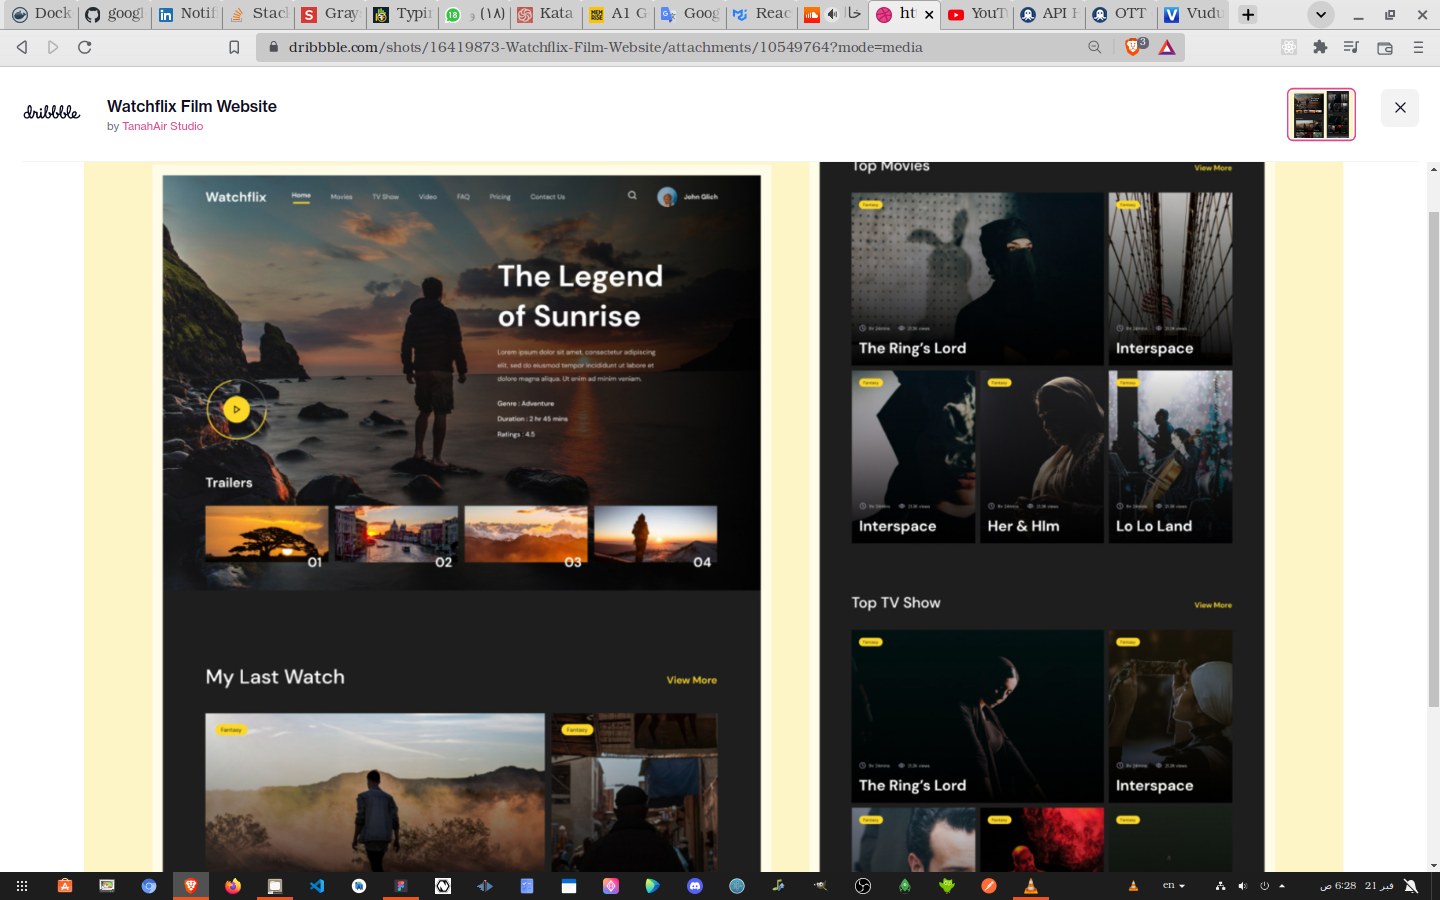 Dock
googl
Notif
Stack
Gray
Typin
(١٨) و
Kata
A1 G
Goog
Reac
خال
htt
YouT
API H
OTT
Vudu
dribbble.com/shots/16419873-Watchflix-Film-Website/attachments/10549764?mode=media
3
dribbble
Watchflix Film Website
by TanahAir Studio
Watchflix
Home
Movies
TV Show
Video
FAQ
Pricing
Contact Us
John Glich
The Legend
of Sunrise
Lorem ipsum dolor sit amet, consectetur adipiscing
elit, sed do eiusmod tempor incididunt ut labore et
dolore magna aliqua. Ut enim ad minim veniam.
Genre : Adventure
Duration : 2 hr 45 mins
Ratings : 4.5
Trailers
01
02
03
04
My Last Watch
View More
Fantasy
Fantasy
Top Movies
View More
Fantasy
Fantasy
The Ring's Lord
Interspace
Fantasy
Fantasy
Fantasy
Interspace
Her & HIm
Lo Lo Land
Top TV Show
View More
Fantasy
Fantasy
The Ring's Lord
Interspace
Fantasy
Fantasy
Fantasy
en
6:28 ص
فبر 21